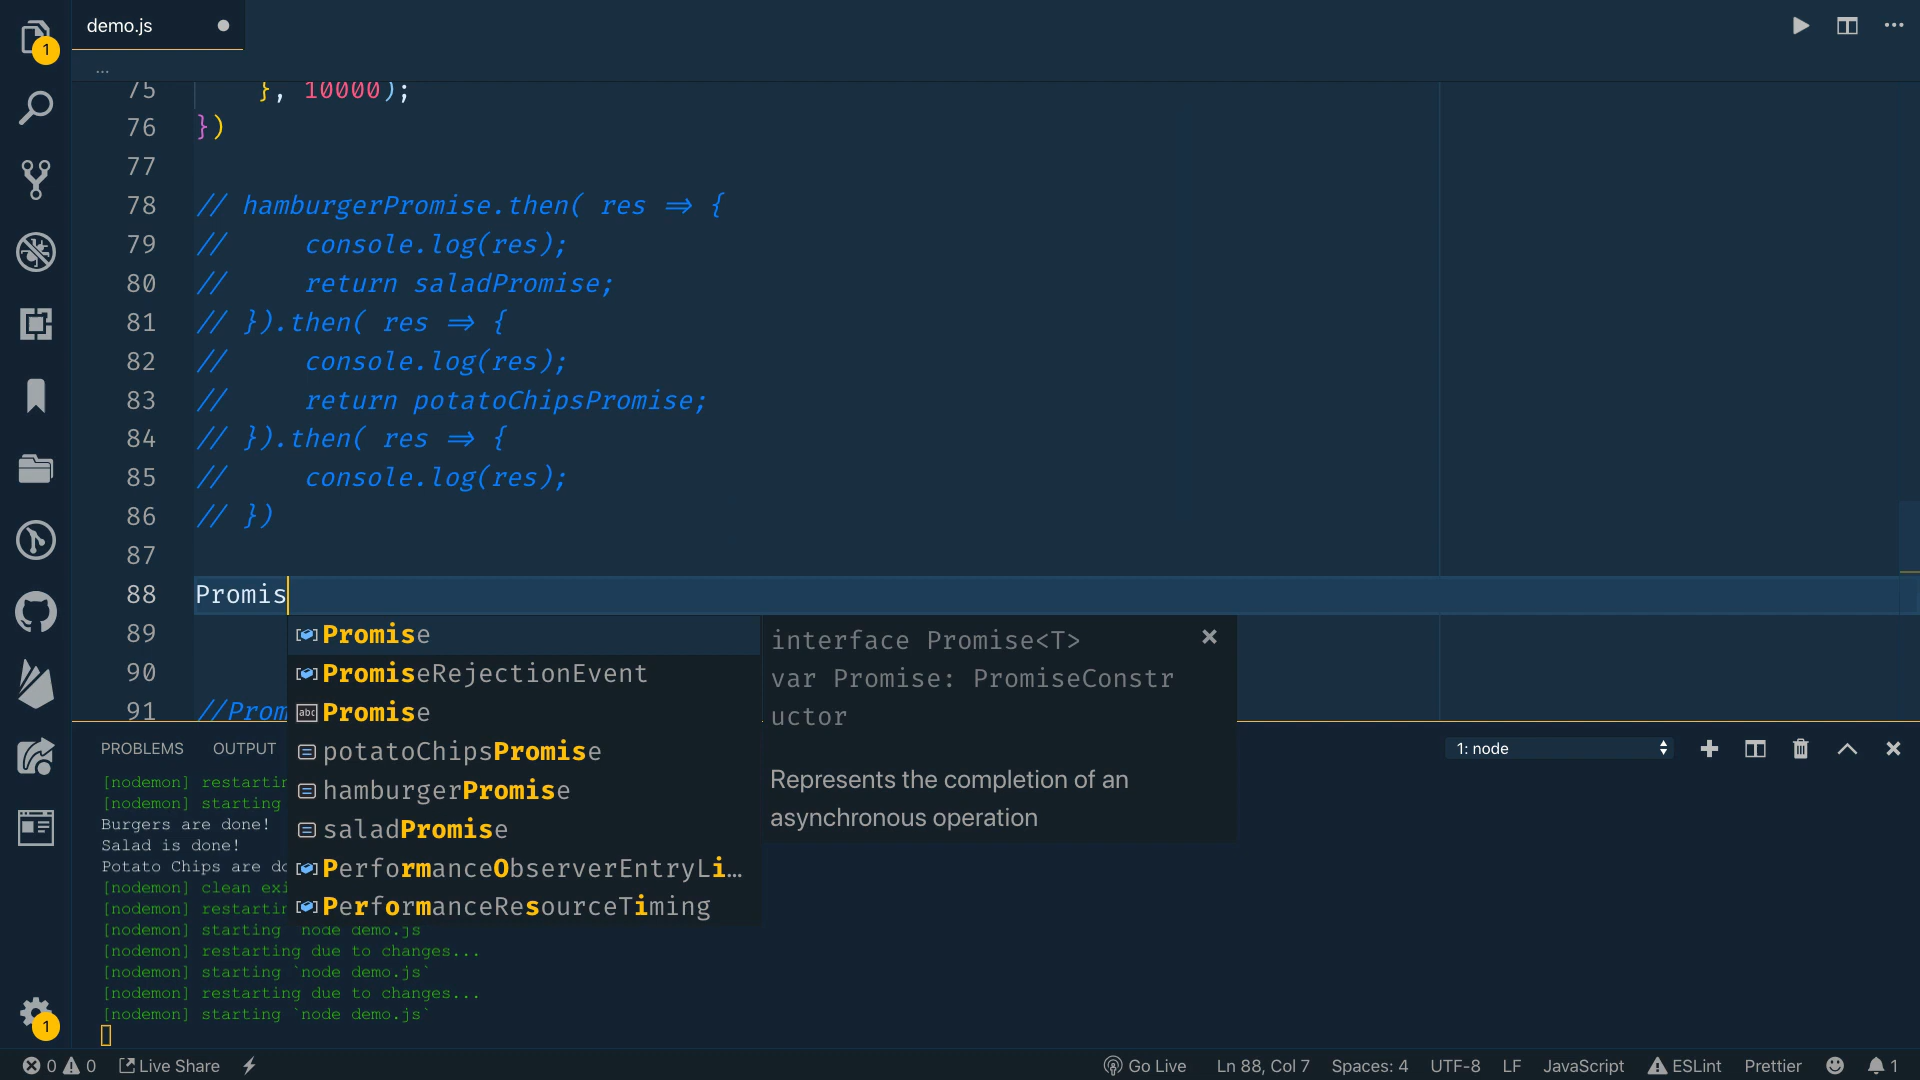 demo.js
1
...
75 }, 10000);
76 })
77
78 // hamburgerPromise.then( res => {
79 // console.log(res);
80 // return saladPromise;
81 // }).then( res => {
82 // console.log(res);
83 // return potatoChipsPromise;
84 // }).then( res => {
85 // console.log(res);
86 // })
87
88 Promis
89
90
91 //Prom
Promise
PromiseRejectionEvent
abc Promise
potatoChipsPromise
hamburgerPromise
saladPromise
PerformanceObserverEntryLi...
PerformanceResourceTiming
interface Promise<T>
var Promise: PromiseConstr
uctor
Represents the completion of an
asynchronous operation
PROBLEMS OUTPUT 1: node
[nodemon] restartin
[nodemon] starting
Burgers are done!
Salad is done!
Potato Chips are do
[nodemon] clean exi
[nodemon] restartin
[nodemon] starting `node demo.js`
[nodemon] restarting due to changes...
[nodemon] starting `node demo.js`
[nodemon] restarting due to changes...
[nodemon] starting `node demo.js`
1
0 0 Live Share Go Live Ln 88, Col 7 Spaces: 4 UTF-8 LF JavaScript ESLint Prettier 1